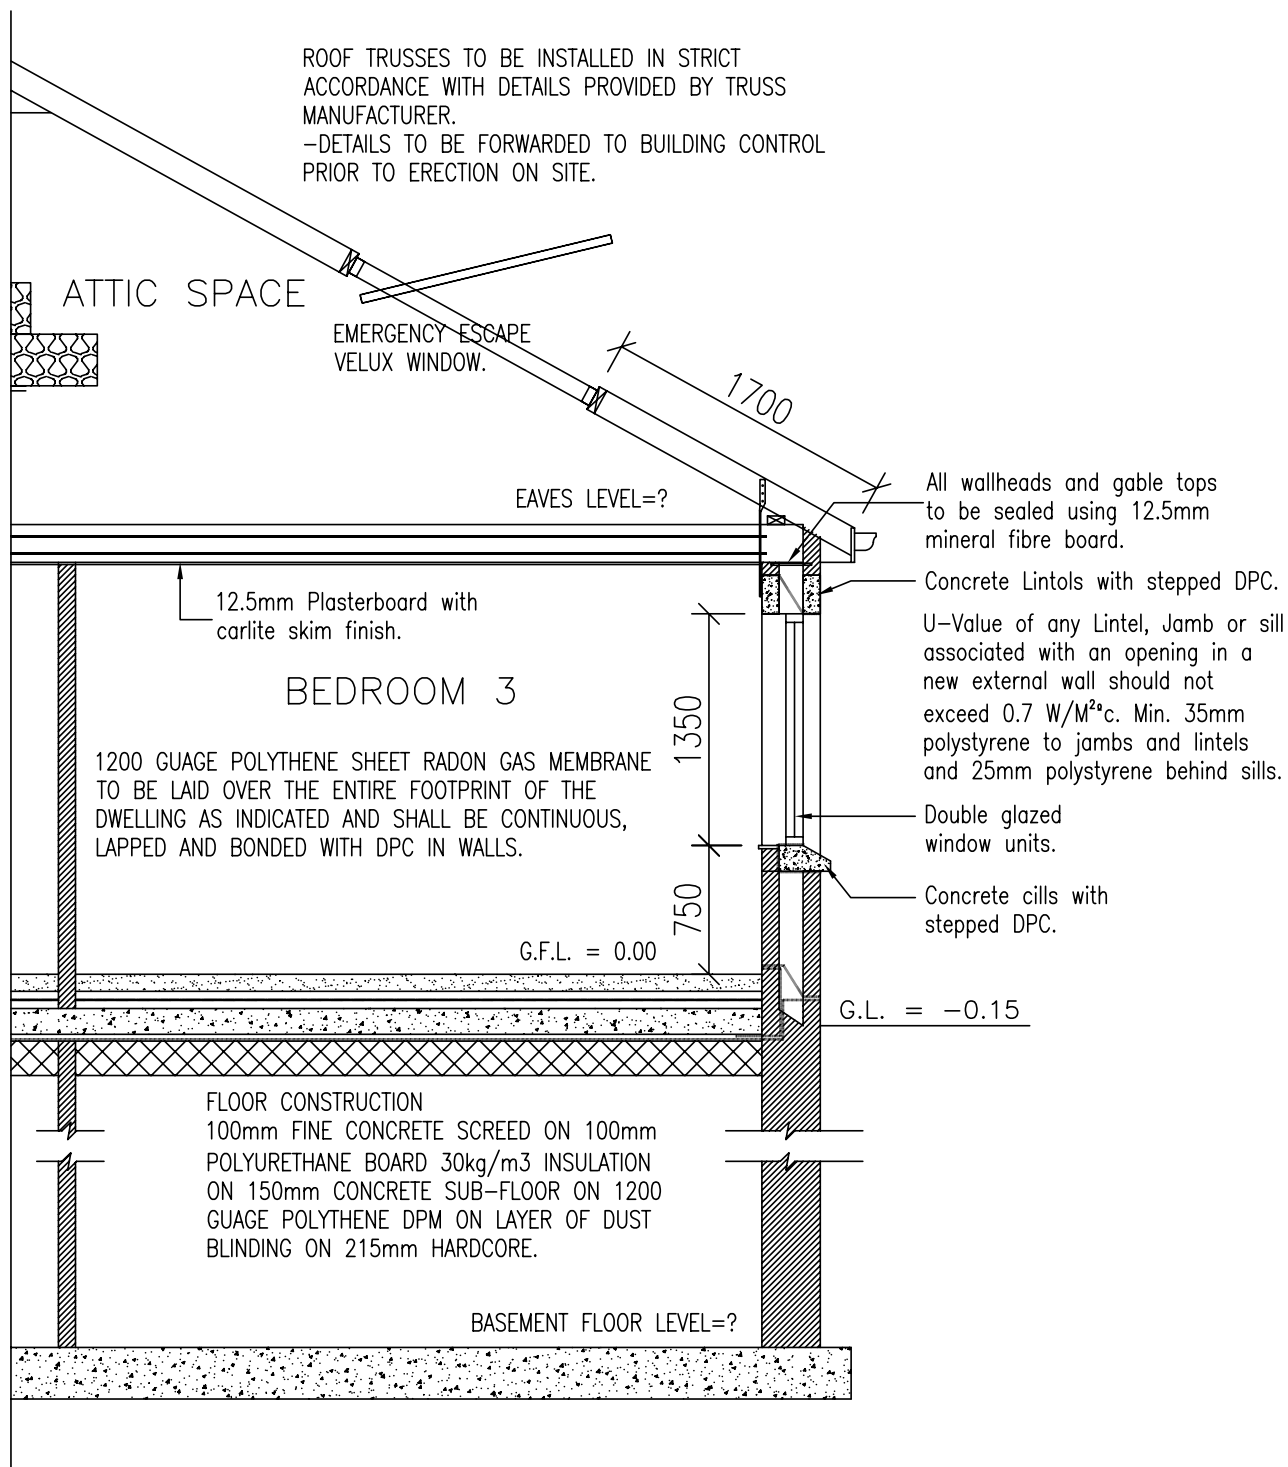 ROOF TRUSSES TO BE INSTALLED IN STRICT
ACCORDANCE WITH DETAILS PROVIDED BY TRUSS
MANUFACTURER.
-DETAILS TO BE FORWARDED TO BUILDING CONTROL
PRIOR TO ERECTION ON SITE.
ATTIC SPACE
EMERGENCY ESCAPE
VELUX WINDOW.
1700
EAVES LEVEL=?
All wallheads and gable tops
to be sealed using 12.5mm
mineral fibre board.
Concrete Lintols with stepped DPC.
12.5mm Plasterboard with
carlite skim finish.
U-Value of any Lintel, Jamb or sill
associated with an opening in a
new external wall should not
exceed 0.7 W/M²ºc. Min. 35mm
polystyrene to jambs and lintels
and 25mm polystyrene behind sills.
BEDROOM 3
1350
1200 GUAGE POLYTHENE SHEET RADON GAS MEMBRANE
TO BE LAID OVER THE ENTIRE FOOTPRINT OF THE
DWELLING AS INDICATED AND SHALL BE CONTINUOUS,
LAPPED AND BONDED WITH DPC IN WALLS.
Double glazed
window units.
750
Concrete cills with
stepped DPC.
G.F.L. = 0.00
G.L. = -0.15
FLOOR CONSTRUCTION
100mm FINE CONCRETE SCREED ON 100mm
POLYURETHANE BOARD 30kg/m3 INSULATION
ON 150mm CONCRETE SUB-FLOOR ON 1200
GUAGE POLYTHENE DPM ON LAYER OF DUST
BLINDING ON 215mm HARDCORE.
BASEMENT FLOOR LEVEL=?